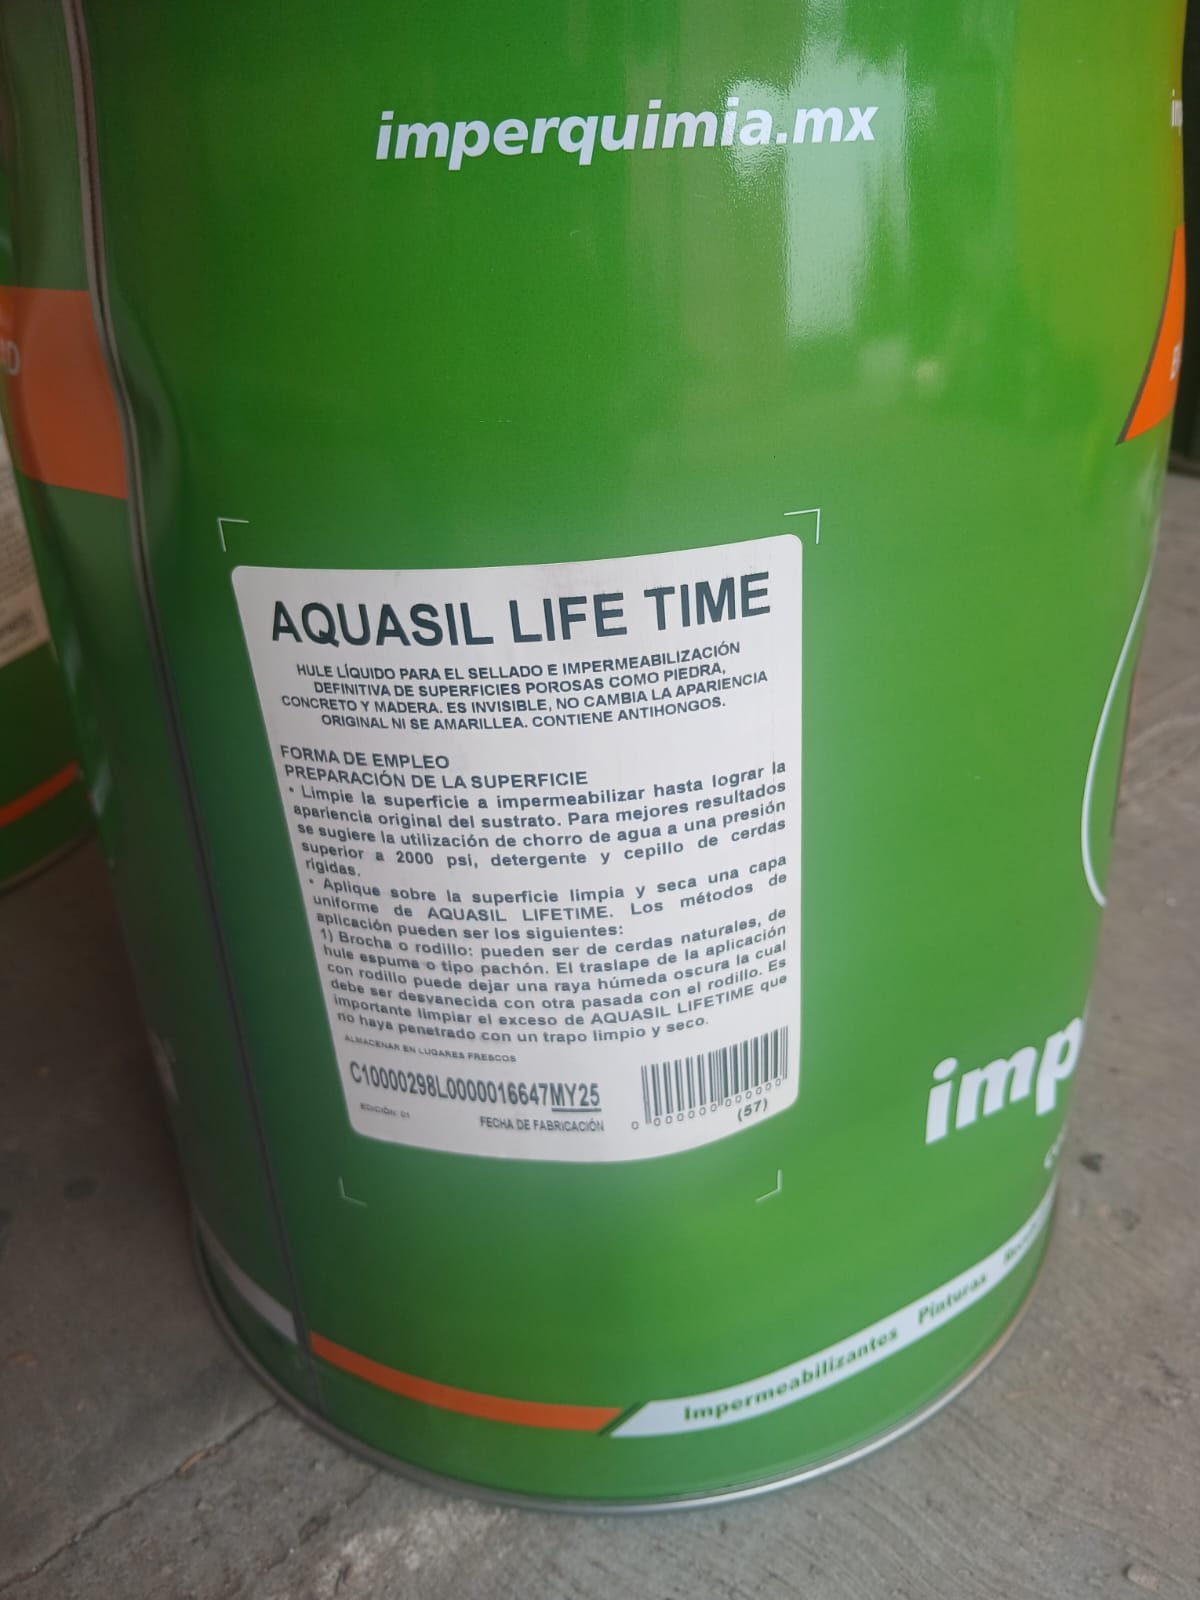 imperquimia.mx
AQUASIL LIFE TIME
HULE LÍQUIDO PARA EL SELLADO E IMPERMEABILIZACIÓN
DEFINITIVA DE SUPERFICIES POROSAS COMO PIEDRA,
CONCRETO Y MADERA. ES INVISIBLE, NO CAMBIA LA APARIENCIA
ORIGINAL NI SE AMARILLEA. CONTIENE ANTIHONGOS.
FORMA DE EMPLEO
PREPARACIÓN DE LA SUPERFICIE
• Limpie la superficie a impermeabilizar hasta lograr la
apariencia original del sustrato. Para mejores resultados
se sugiere la utilización de chorro de agua a una presión
superior a 2000 psi, detergente y cepillo de cerdas
rígidas.
• Aplique sobre la superficie limpia y seca una capa
uniforme de AQUASIL LIFETIME. Los métodos de
aplicación pueden ser los siguientes:
1) Brocha o rodillo: pueden ser de cerdas naturales, de
hule espuma o tipo pachón. El traslape de la aplicación
con rodillo puede dejar una raya húmeda oscura la cual
debe ser desvanecida con otra pasada con el rodillo. Es
importante limpiar el exceso de AQUASIL LIFETIME que
no haya penetrado con un trapo limpio y seco.
ALMACENAR EN LUGARES FRESCOS
C10000298L0000016647MY25
EDICIÓN 01
FECHA DE FABRICACIÓN
0 000000 000000
(57)
imp
Impermeabilizantes Pinturas